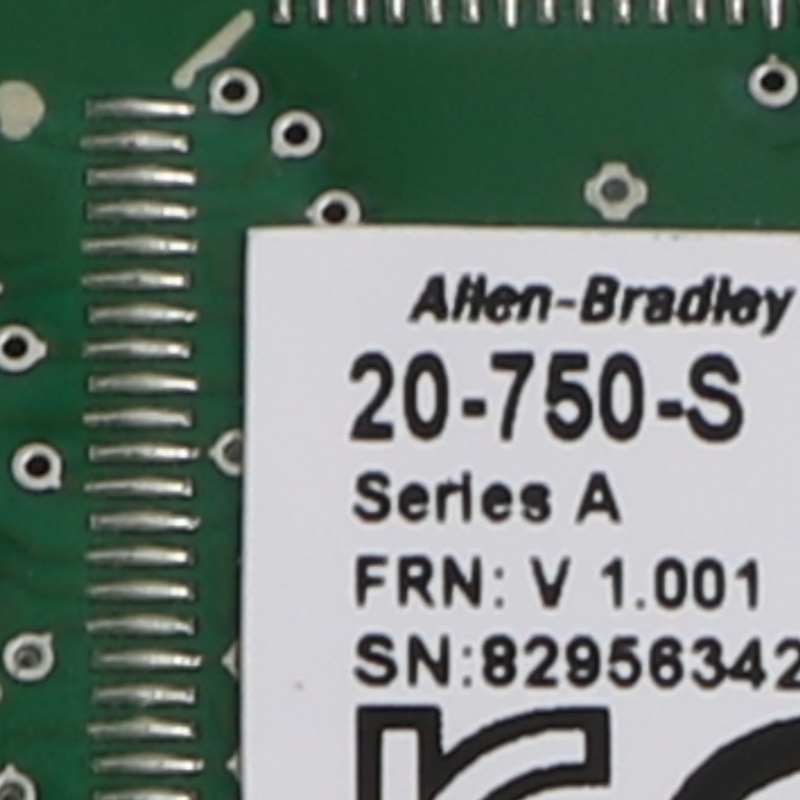 Allen-Bradley
20-750-S
Series A
FRN: V 1.001
SN:82956342